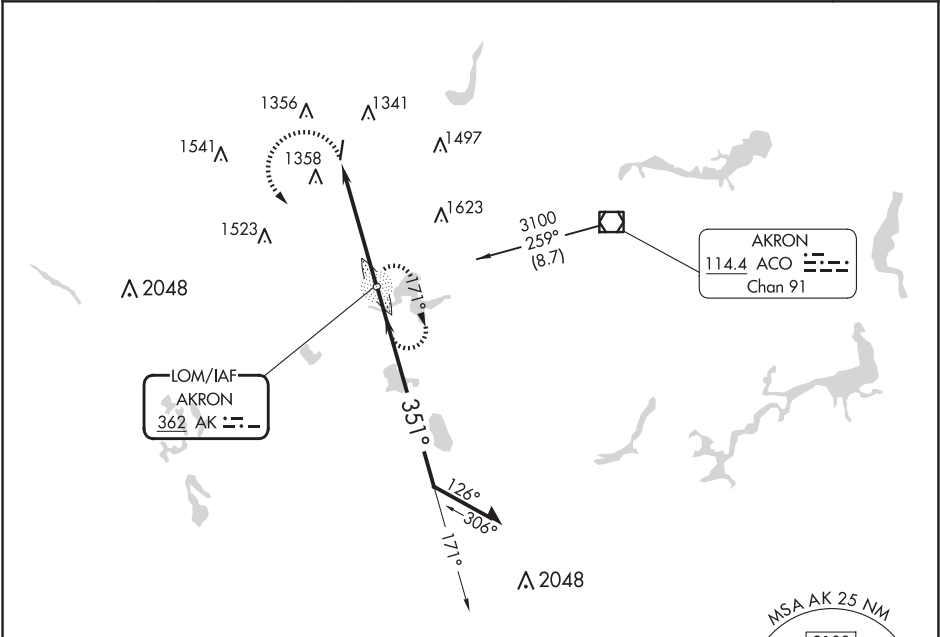 1356
1341
1541
1358
1497
1523
1623
3100
259°
(8.7)
AKRON
114.4 ACO
Chan 91
2048
171°
LOM/IAF
AKRON
362 AK
351°
126°
306°
171°
2048
MSA AK 25 NM